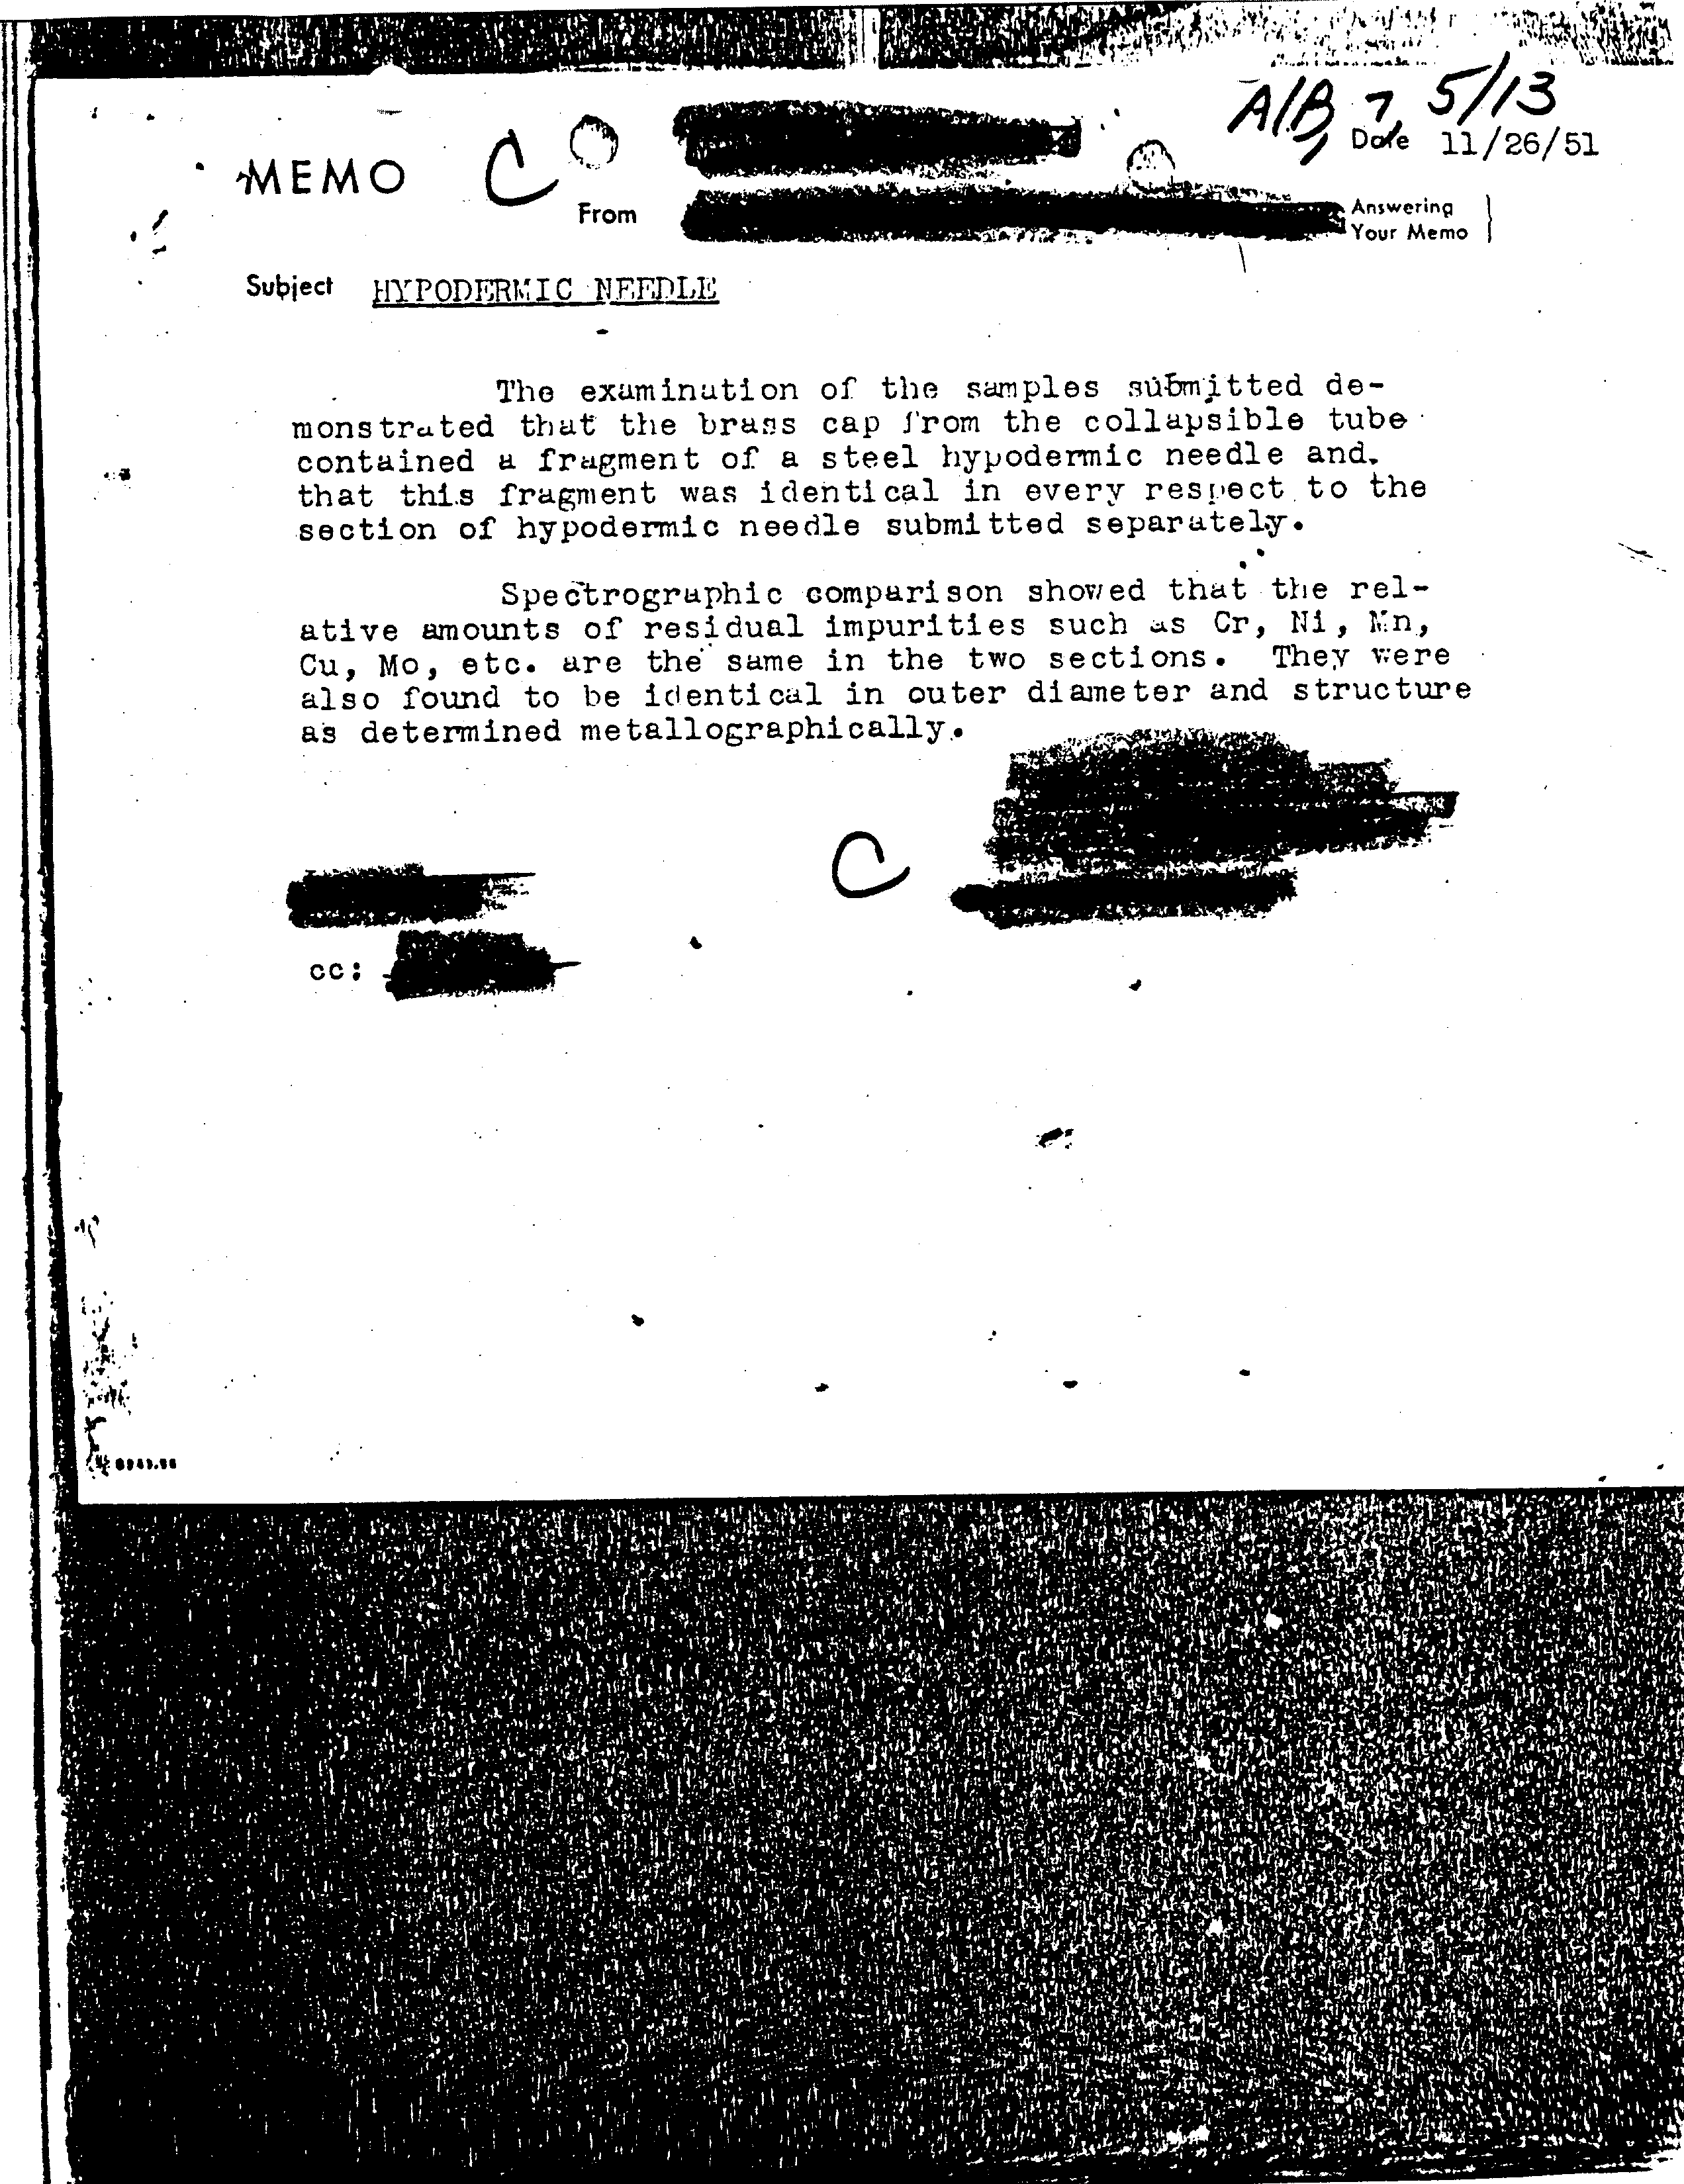 A/B, 7, 5/13
MEMO C Date 11/26/51
From Answering
Your Memo
Subject HYPODERMIC NEEDLE
The examination of the samples submitted de-
monstrated that the brass cap from the collapsible tube
contained a fragment of a steel hypodermic needle and.
that this fragment was identical in every respect to the
section of hypodermic needle submitted separately.
Spectrographic comparison showed that the rel-
ative amounts of residual impurities such as Cr, Ni, Mn,
Cu, Mo, etc. are the same in the two sections. They were
also found to be identical in outer diameter and structure
as determined metallographically.
C
cc: